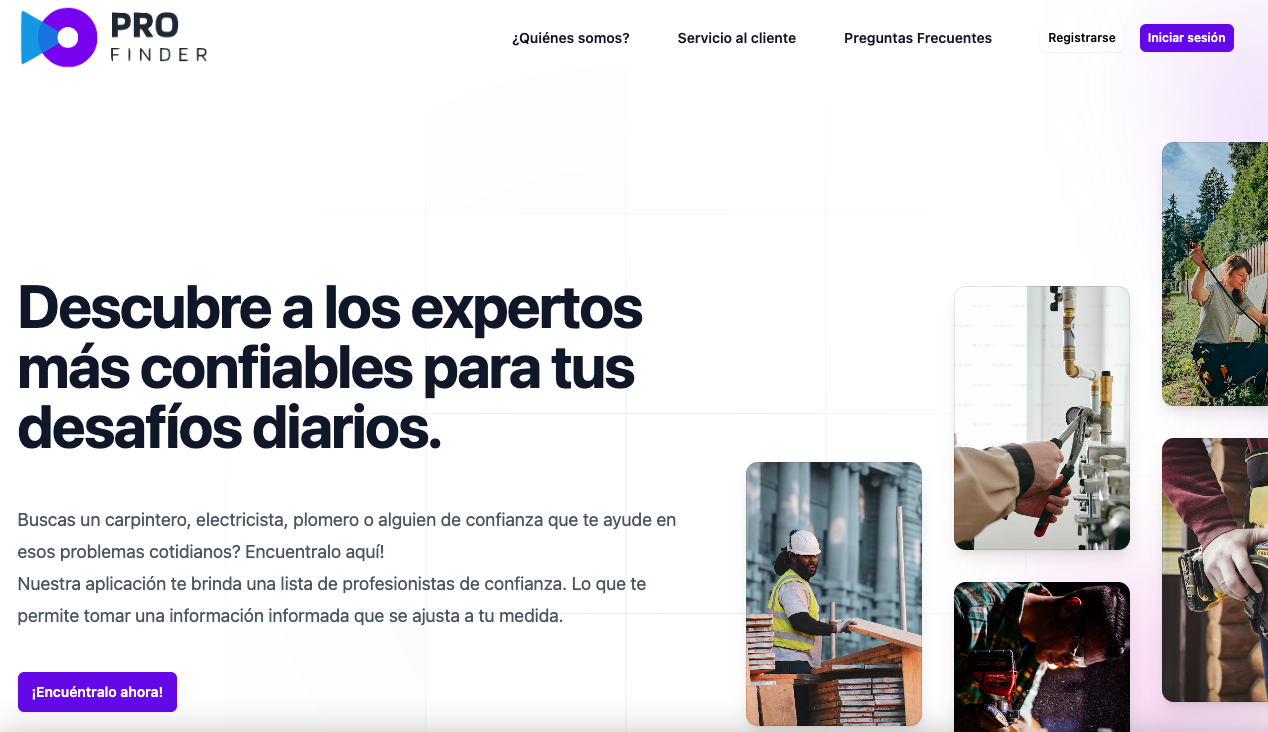 PRO
FINDER
¿Quiénes somos?
Servicio al cliente
Preguntas Frecuentes
Registrarse
Iniciar sesión
Descubre a los expertos
más confiables para tus
desafíos diarios.
Buscas un carpintero, electricista, plomero o alguien de confianza que te ayude en
esos problemas cotidianos? Encuentralo aquí!
Nuestra aplicación te brinda una lista de profesionistas de confianza. Lo que te
permite tomar una información informada que se ajusta a tu medida.
¡Encuéntralo ahora!